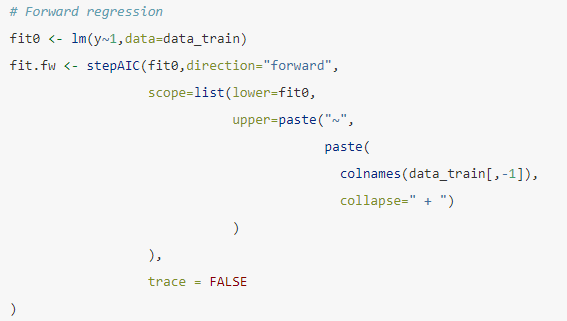 # Forward regression
fit0 <- lm(y~1,data=data_train)
fit.fw <- stepAIC(fit0,direction="forward",
scope=list(lower=fit0,
upper=paste("~",
paste(
colnames(data_train[,-1]),
collapse=" + ")
)
),
trace = FALSE
)